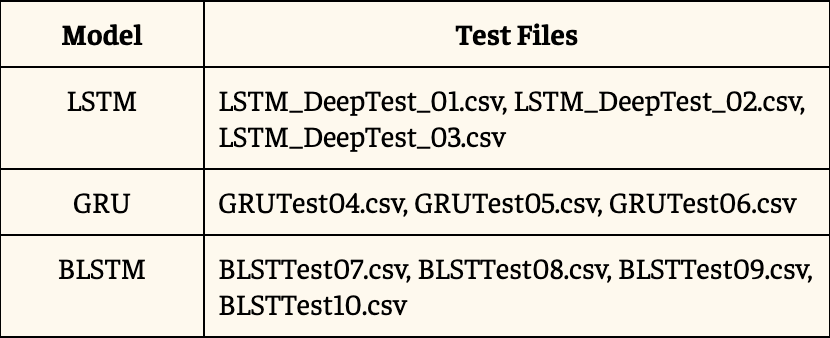 Model Test Files
LSTM LSTM_DeepTest_01.csv, LSTM_DeepTest_02.csv,
LSTM_DeepTest_03.csv
GRU GRUTest04.csv, GRUTest05.csv, GRUTest06.csv
BLSTM BLSTTest07.csv, BLSTTest08.csv, BLSTTest09.csv,
BLSTTest10.csv